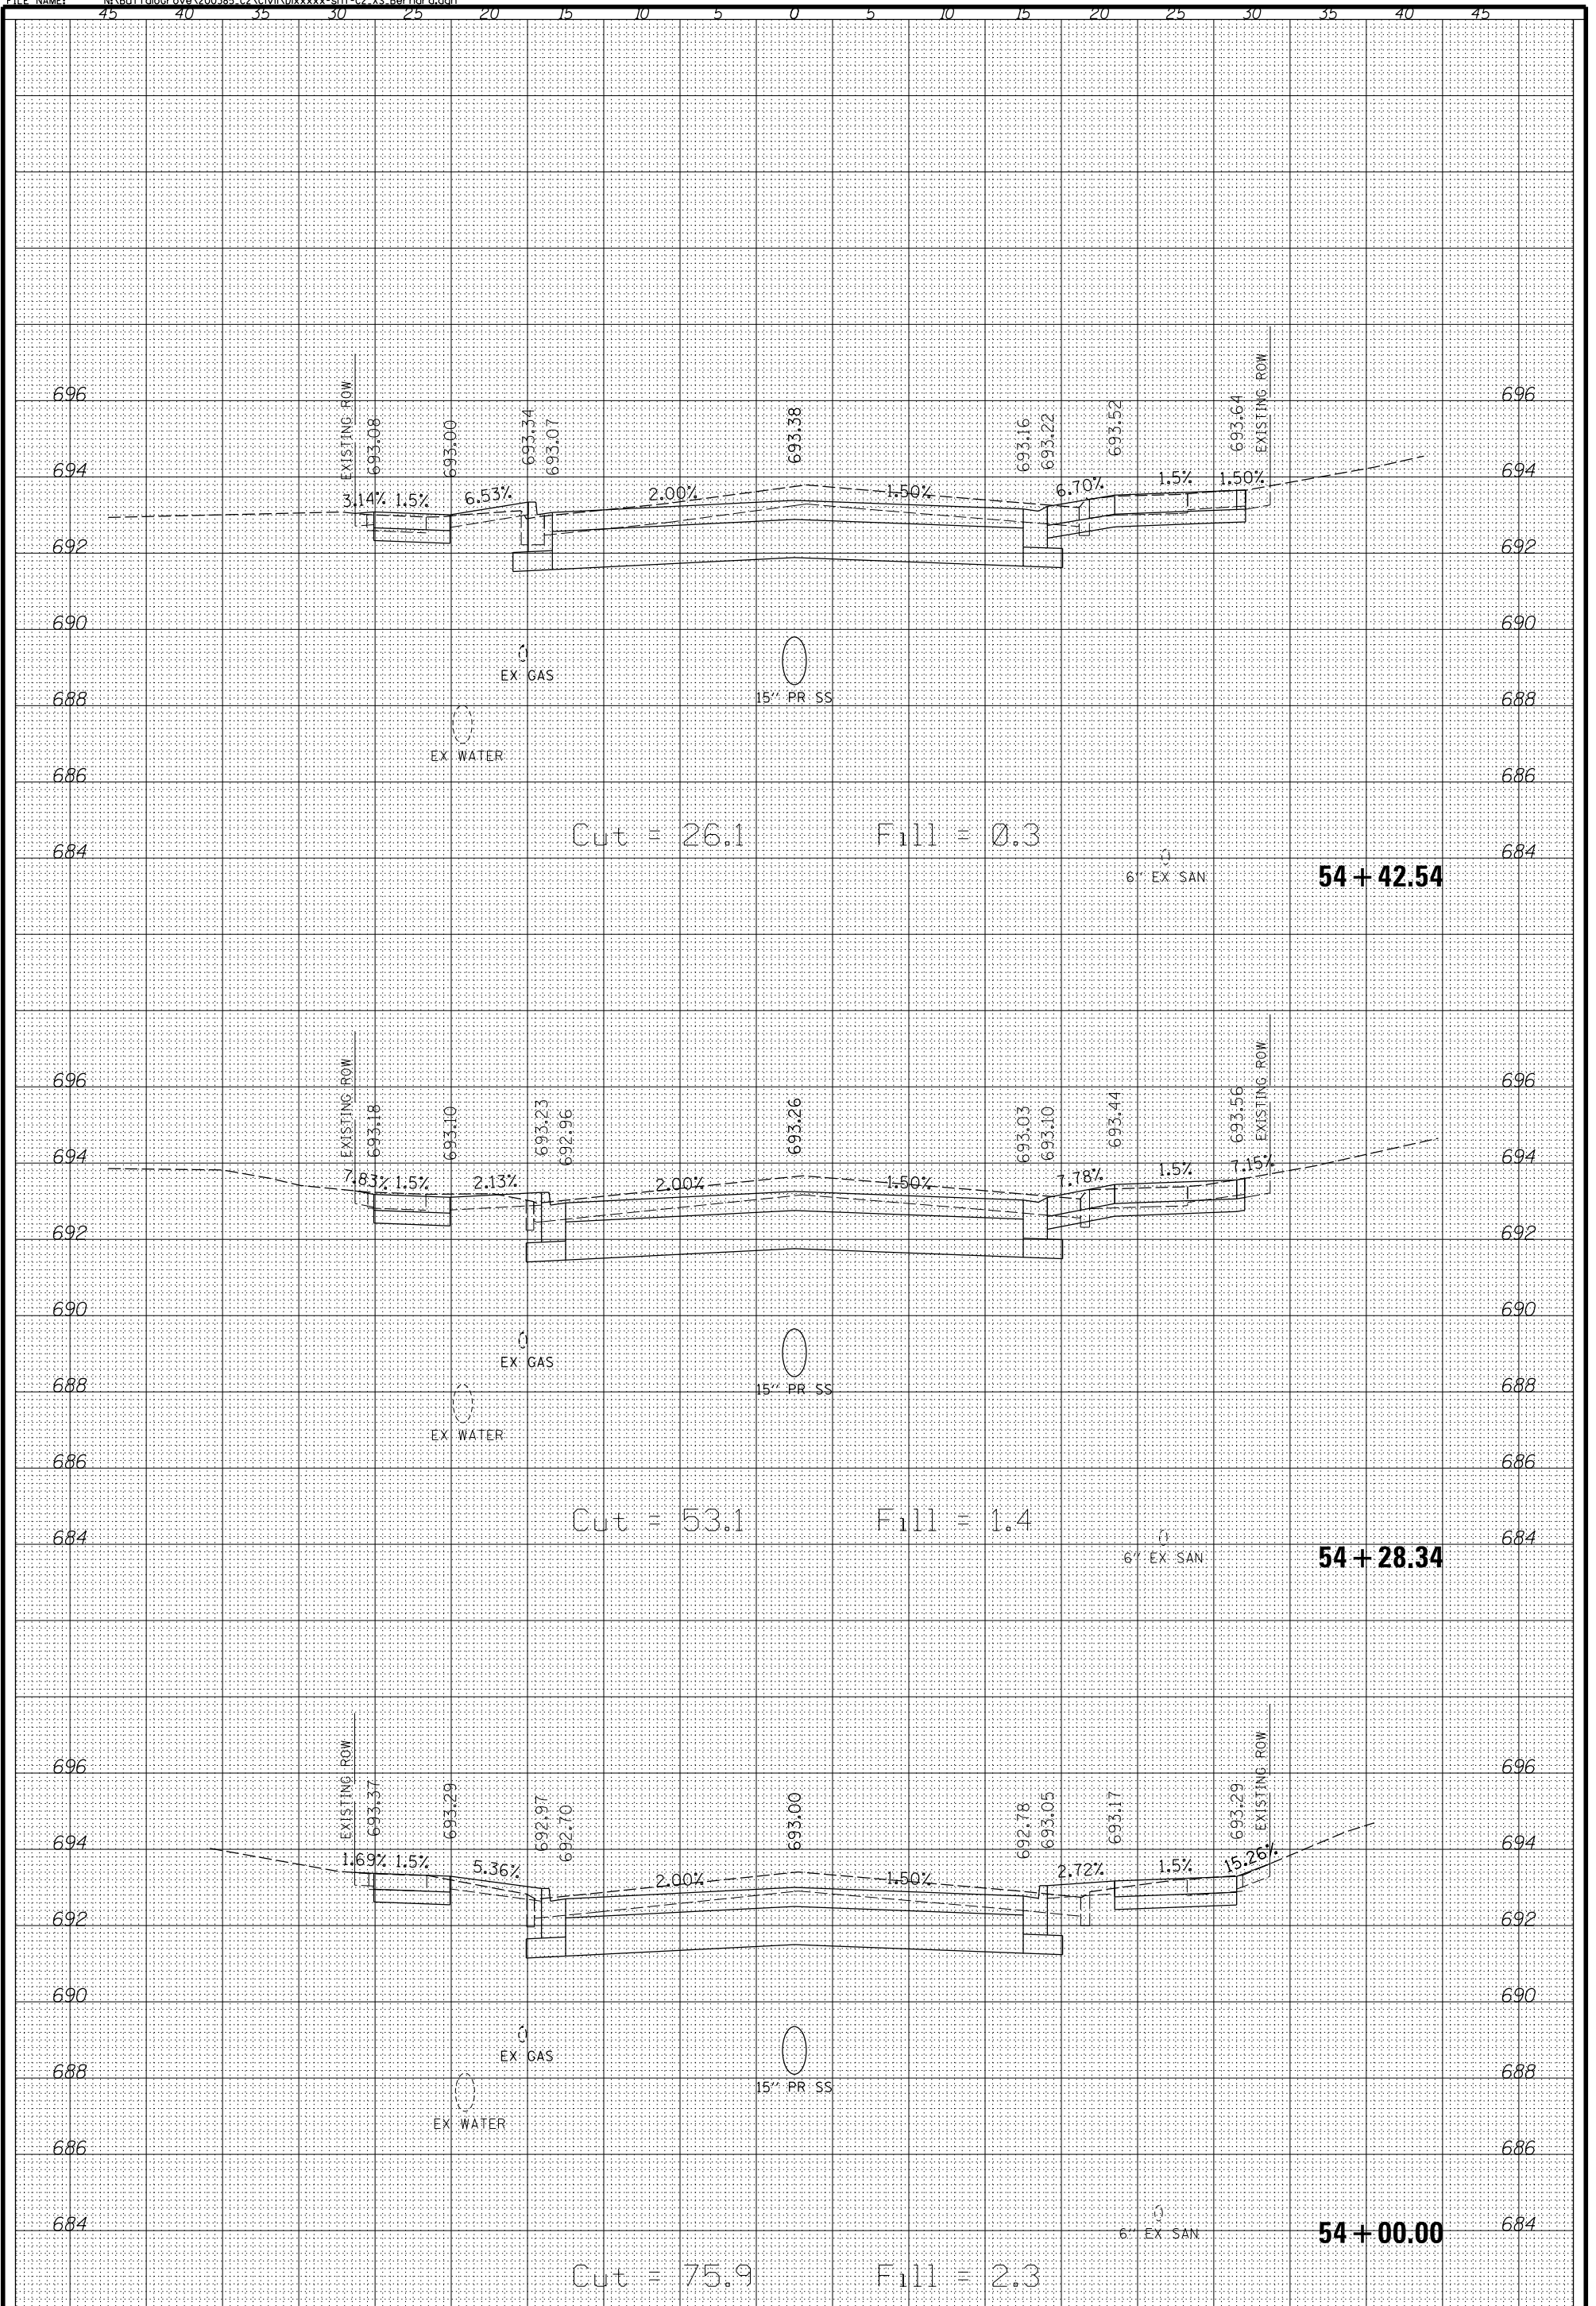 FILE NAME:
45 40 35 30 25 20 15 10 5 0 5 10 15 20 25 30 35 40 45
EXISTING ROW 693.08 693.00 693.34 693.07 693.38 693.16 693.22 693.52 693.64 EXISTING ROW
696 696
694 694
3.14% 1.5% 6.53% 2.00% 1.50% 6.70% 1.5% 1.50%
692 692
690 690
EX GAS
15" PR SS
688 688
EX WATER
686 686
Cut = 26.1 Fill = 0.3
684 684
6" EX SAN
54+42.54
EXISTING ROW 693.18 693.10 693.23 692.96 693.26 693.03 693.10 693.44 693.56 EXISTING ROW
696 696
694 694
7.83% 1.5% 2.13% 2.00% 1.50% 7.78% 1.5% 7.15%
692 692
690 690
EX GAS
15" PR SS
688 688
EX WATER
686 686
Cut = 53.1 Fill = 1.4
684 684
6" EX SAN
54+28.34
EXISTING ROW 693.37 693.29 692.97 692.70 693.00 692.78 693.05 693.17 693.29 EXISTING ROW
696 696
694 694
1.69% 1.5% 5.36% 2.00% 1.50% 2.72% 1.5% 15.26%
692 692
690 690
EX GAS
15" PR SS
688 688
EX WATER
686 686
684 684
6" EX SAN
54+00.00
Cut = 75.9 Fill = 2.3